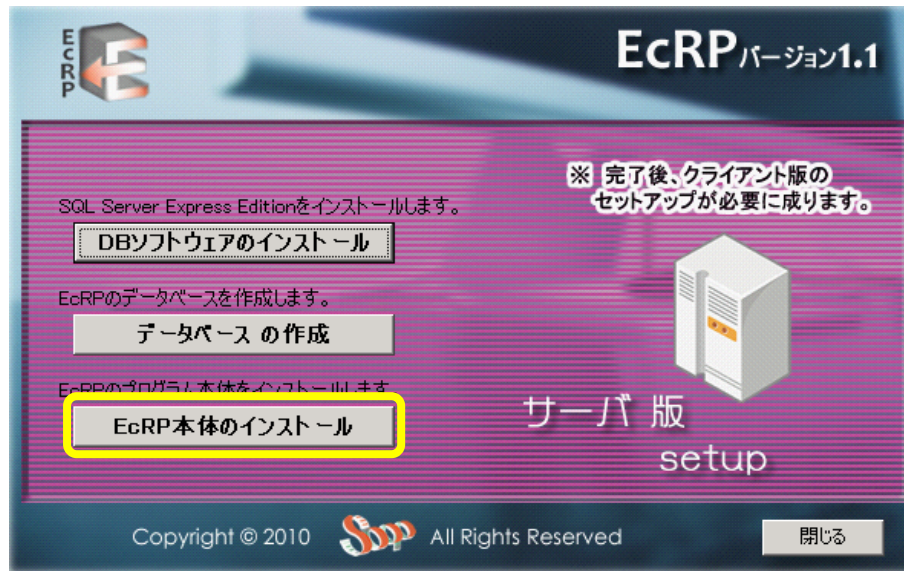 ECRP
EcRPバージョン1.1
※ 完了後、クライアント版の
セットアップが必要に成ります。
SQL Server Express Editionをインストールします。
DBソフトウェアのインストール
EcRPのデータベースを作成します。
データベース の作成
EcRPのプログラム本体をインストールします
EcRP本体のインストール
サーバ 版
setup
Copyright © 2010 Sopp All Rights Reserved
閉じる